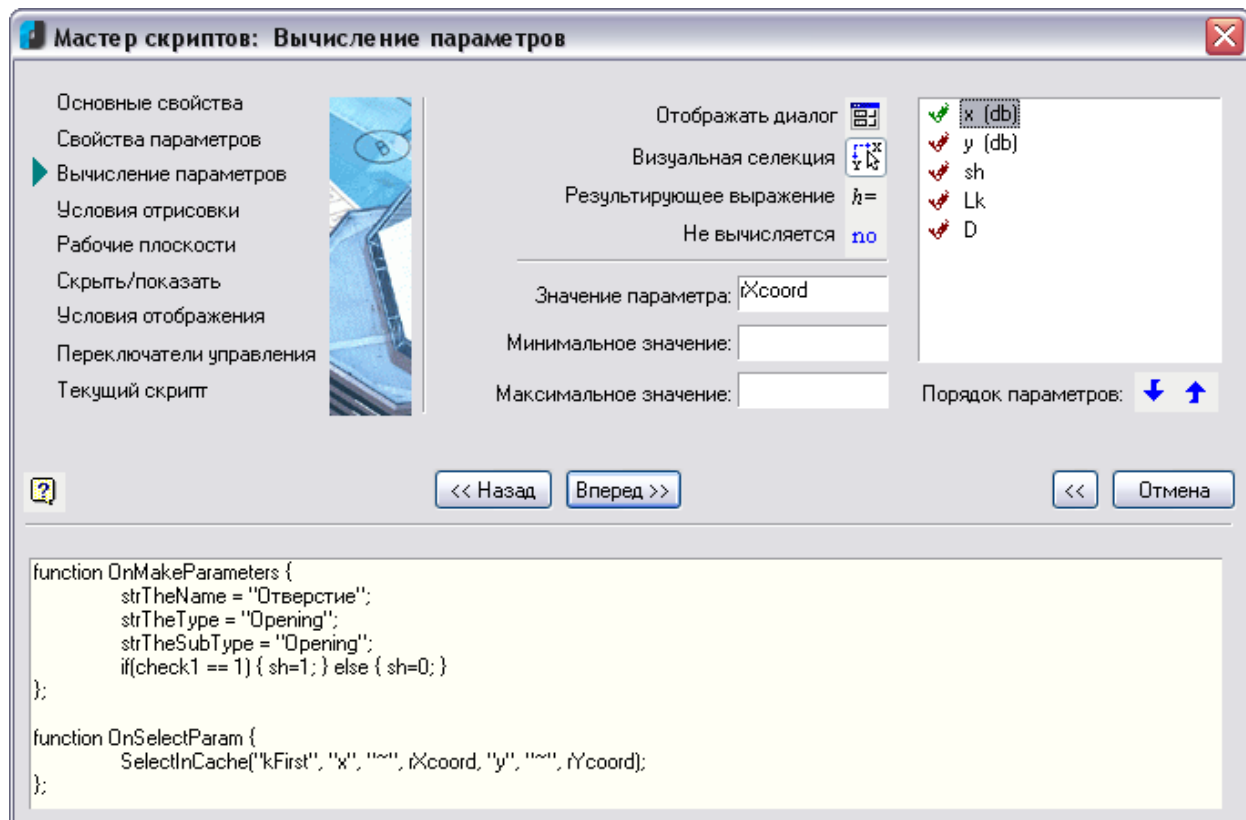 Мастер скриптов: Вычисление параметров
Основные свойства
Свойства параметров
Вычисление параметров
Условия отрисовки
Рабочие плоскости
Скрыть/показать
Условия отображения
Переключатели управления
Текущий скрипт
B
Отображать диалог
Визуальная селекция
Результирующее выражение h=
Не вычисляется no
Значение параметра: rXcoord
Минимальное значение:
Максимальное значение:
x (db)
y (db)
sh
Lk
D
Порядок параметров:
<< Назад
Вперед >>
<<
Отмена
function OnMakeParameters {
strTheName = "Отверстие";
strTheType = "Opening";
strTheSubType = "Opening";
if(check1 == 1) { sh=1; } else { sh=0; }
};
function OnSelectParam {
SelectInCache("kFirst", "x", "~", rXcoord, "y", "~", rYcoord);
};